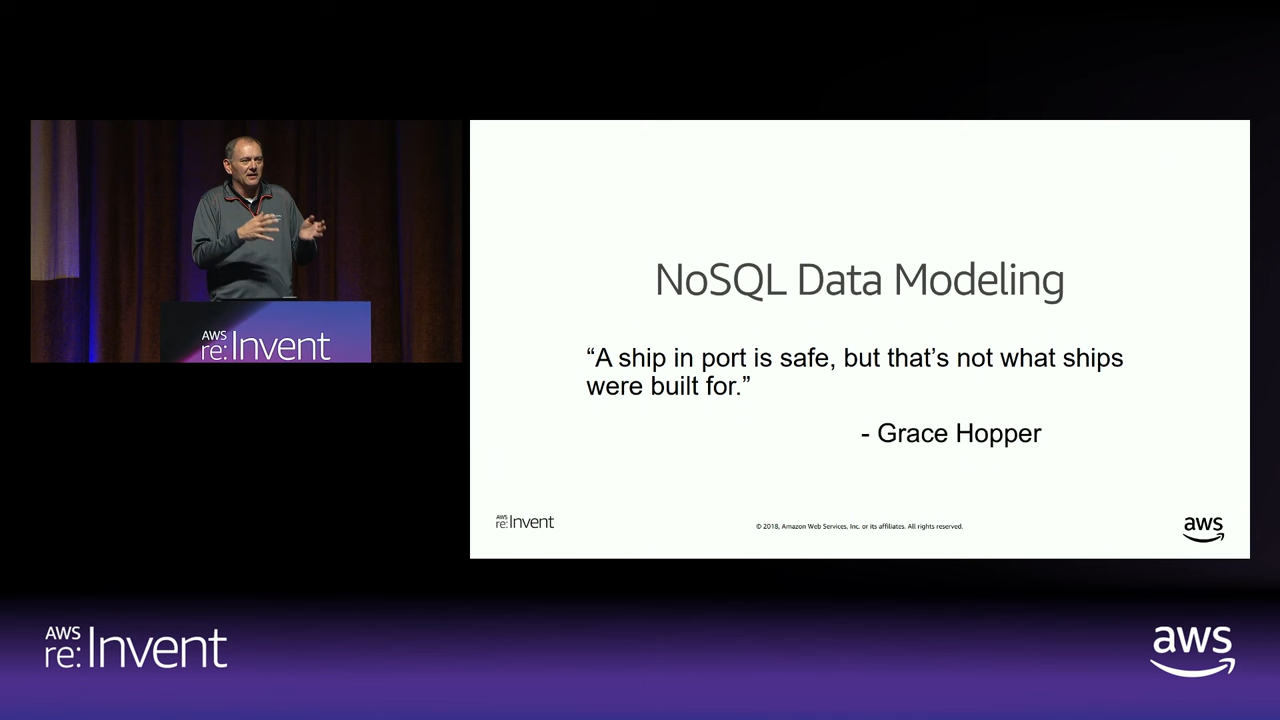 AWS
re:Invent
NoSQL Data Modeling
“A ship in port is safe, but that’s not what ships
were built for.”
- Grace Hopper
AWS
re:Invent
© 2018, Amazon Web Services, Inc. or its affiliates. All rights reserved.
aws
AWS
re:Invent
aws